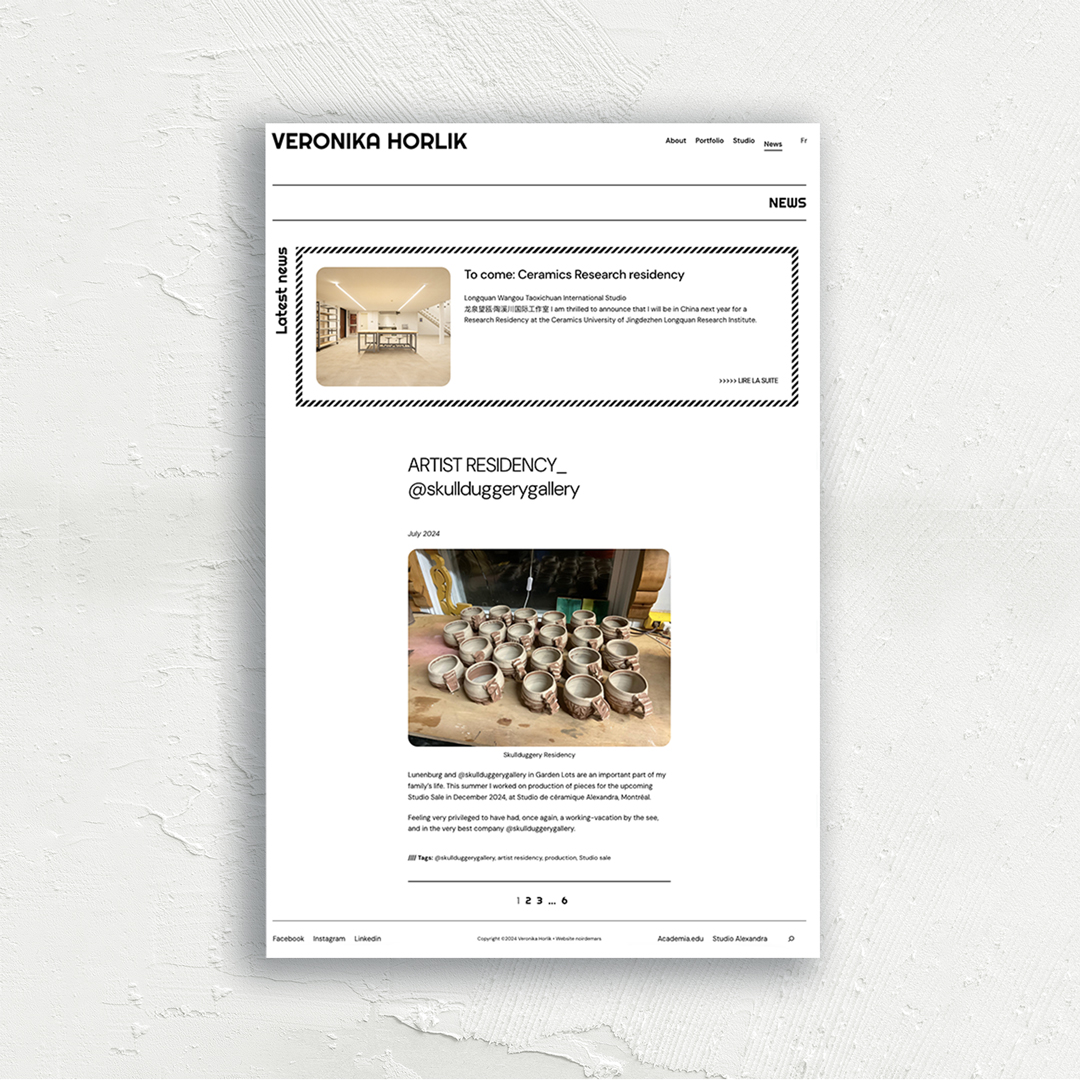 VERONIKA HORLIK
About Portfolio Studio News Fr
NEWS
Latest news
To come: Ceramics Research residency
Longquan Wangou Taoxichuan International Studio
龙泉望瓯·陶溪川国际工作室 I am thrilled to announce that I will be in China next year for a
Research Residency at the Ceramics University of Jingdezhen Longquan Research Institute.
>>>>> LIRE LA SUITE
ARTIST RESIDENCY_
@skullduggerygallery
July 2024
Skullduggery Residency
Lunenburg and @skullduggerygallery in Garden Lots are an important part of my
family's life. This summer I worked on production of pieces for the upcoming
Studio Sale in December 2024, at Studio de céramique Alexandra, Montréal.
Feeling very privileged to have had, once again, a working-vacation by the see,
and in the very best company @skullduggerygallery.
//// Tags: @skullduggerygallery, artist residency, production, Studio sale
1 2 3 ... 6
Facebook Instagram Linkedin
Copyright ©2024 Veronika Horlik • Website noirdemars
Academia.edu Studio Alexandra